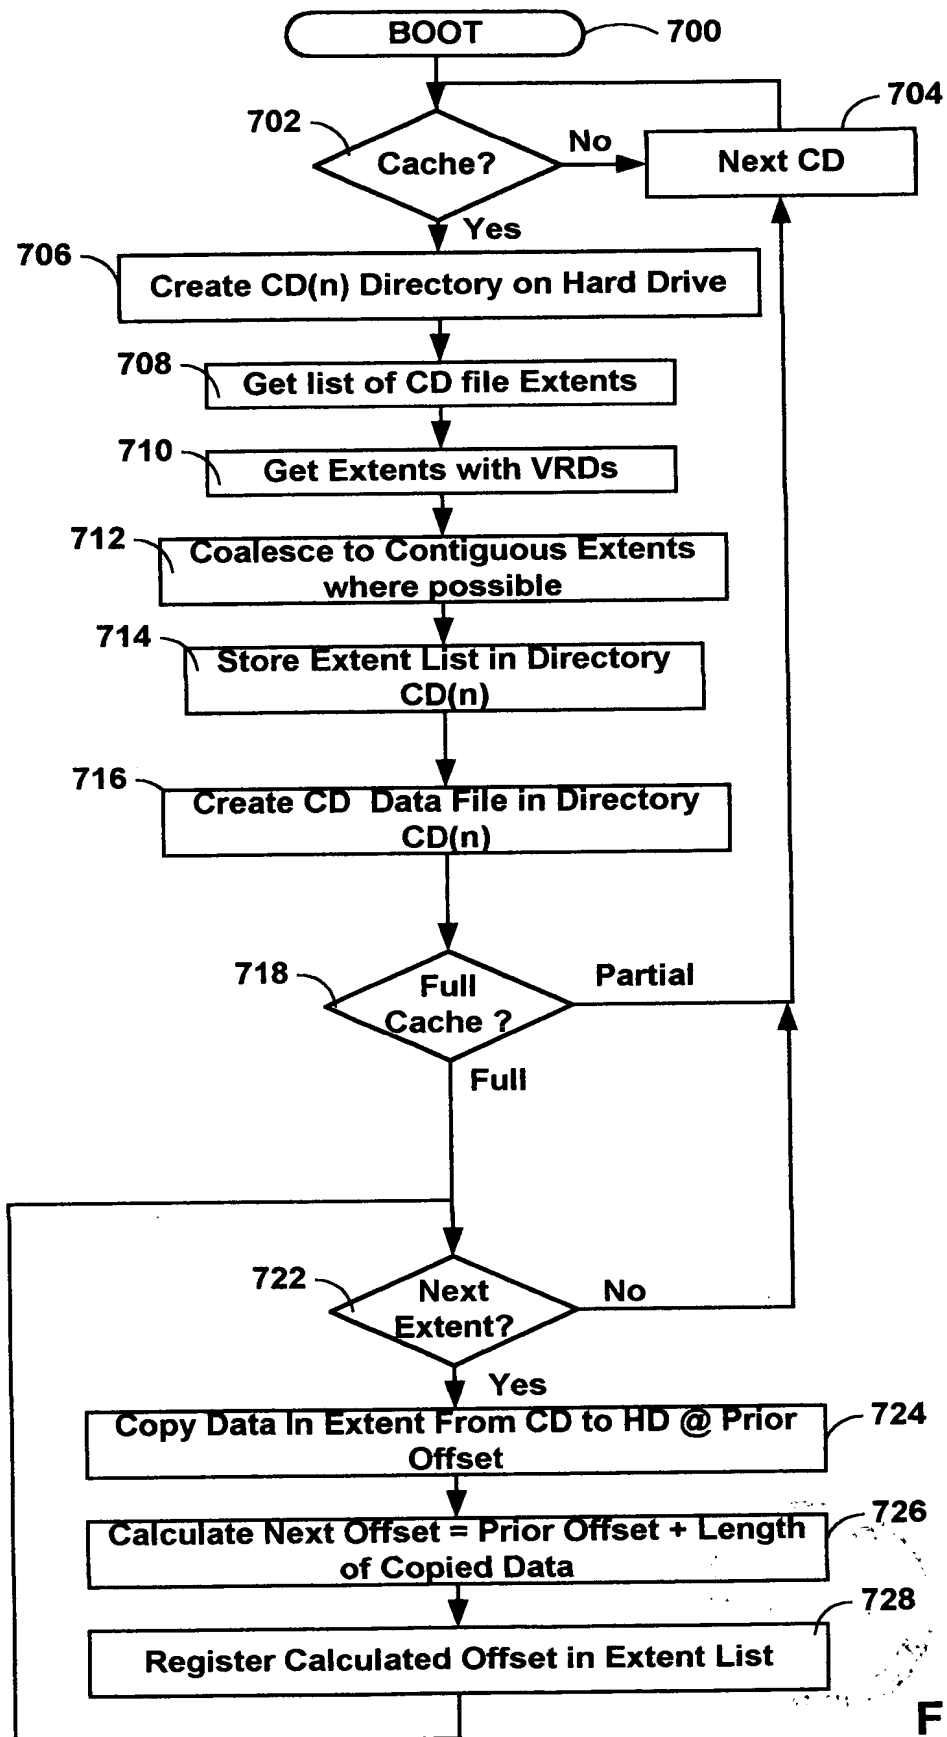 BOOT
700
702
704
Cache?
No
Next CD
Yes
706
Create CD(n) Directory on Hard Drive
708
Get list of CD file Extents
710
Get Extents with VRDs
712
Coalesce to Contiguous Extents
where possible
714
Store Extent List in Directory
CD(n)
716
Create CD Data File in Directory
CD(n)
718
Full
Cache ?
Partial
Full
722
Next
Extent?
No
Yes
Copy Data In Extent From CD to HD @ Prior
Offset
724
Calculate Next Offset = Prior Offset + Length
of Copied Data
726
728
Register Calculated Offset in Extent List
F